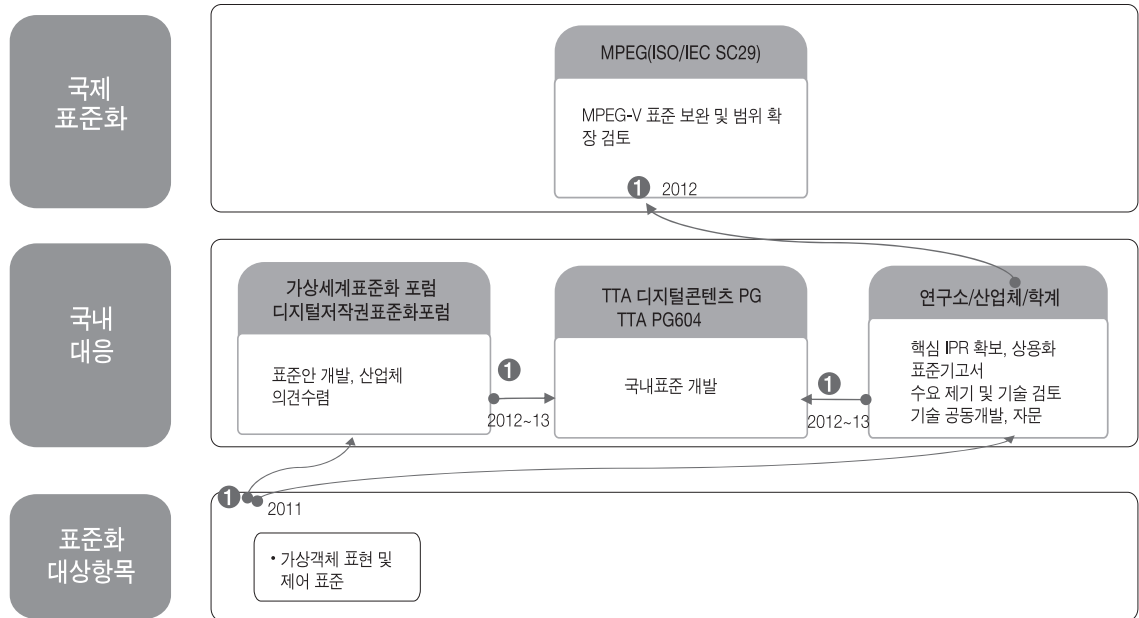 국제
표준화
MPEG(ISO/IEC SC29)
MPEG-V 표준 보완 및 범위 확
장 검토
1 2012
국내
대응
가상세계표준화 포럼
디지털저작권표준화포럼
표준안 개발, 산업체
의견수렴
1
2012~13
TTA 디지털콘텐츠 PG
TTA PG604
국내표준 개발
1
2012~13
연구소/산업체/학계
핵심 IPR 확보, 상용화
표준기고서
수요 제기 및 기술 검토
기술 공동개발, 자문
표준화
대상항목
1
2011
• 가상객체 표현 및
제어 표준